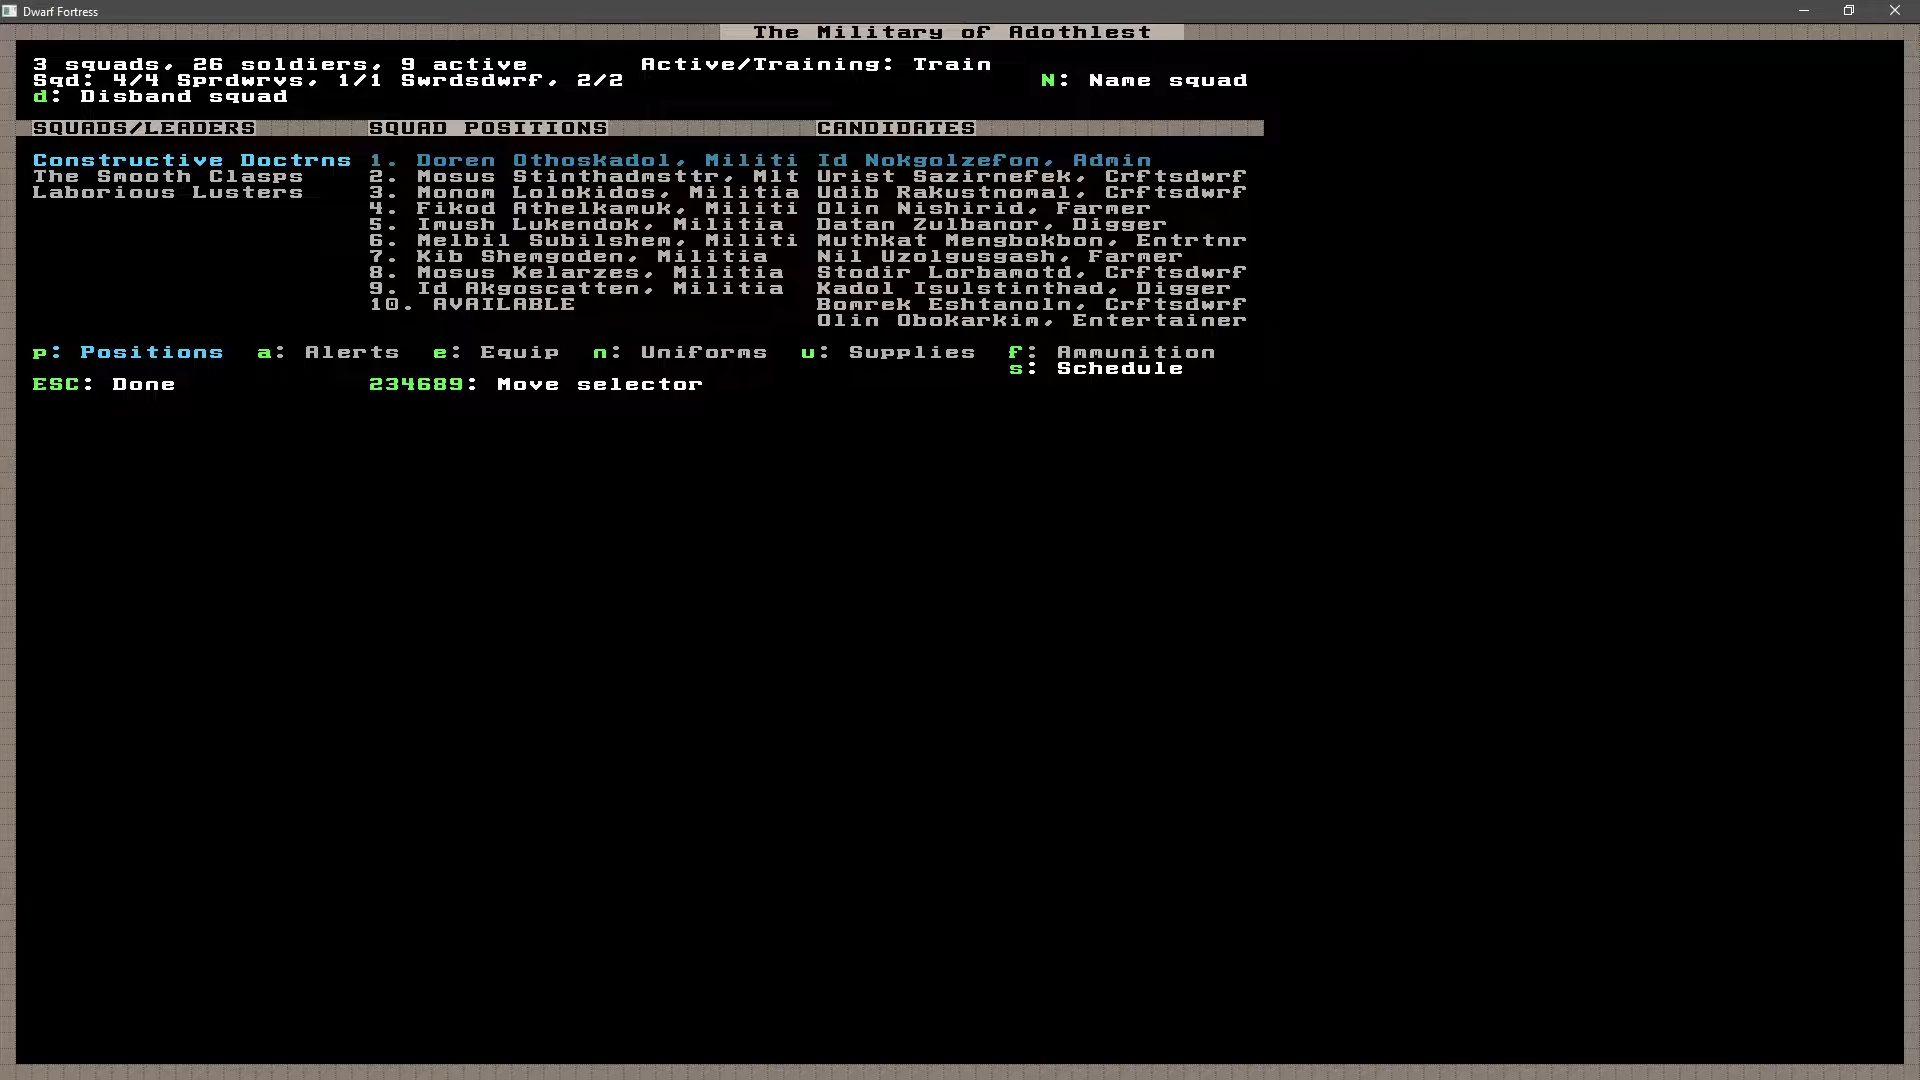 Dwarf Fortress
The Military of Adothlest
3 squads, 26 soldiers, 9 active Active/Training: Train
Sqd: 4/4 Sprdwrvs, 1/1 Swrdsdwrf, 2/2 N: Name squad
d: Disband squad
SQUADS/LEADERS SQUAD POSITIONS CANDIDATES
Constructive Doctrns 1. Doren Othoskadol, Militi Id Nokgolzefon, Admin
The Smooth Clasps 2. Mosus Stinthadmsttr, Mlt Urist Sazirnefek, Crftsdwrf
Laborious Lusters 3. Monom Lolokidos, Militia Udib Rakustnomal, Crftsdwrf
4. Fikod Athelkamuk, Militi Olin Nishirid, Farmer
5. Imush Lukendok, Militia Datan Zulbanor, Digger
6. Melbil Subilshem, Militi Muthkat Mengbokbon, Entrtnr
7. Kib Shemgoden, Militia Nil Uzolgusgash, Farmer
8. Mosus Kelarzes, Militia Stodir Lorbamotd, Crftsdwrf
9. Id Akgoscatten, Militia Kadol Isulstinthad, Digger
10. AVAILABLE Bomrek Eshtanoln, Crftsdwrf
Olin Obokarkim, Entertainer
p: Positions a: Alerts e: Equip n: Uniforms u: Supplies f: Ammunition
s: Schedule
ESC: Done 234689: Move selector